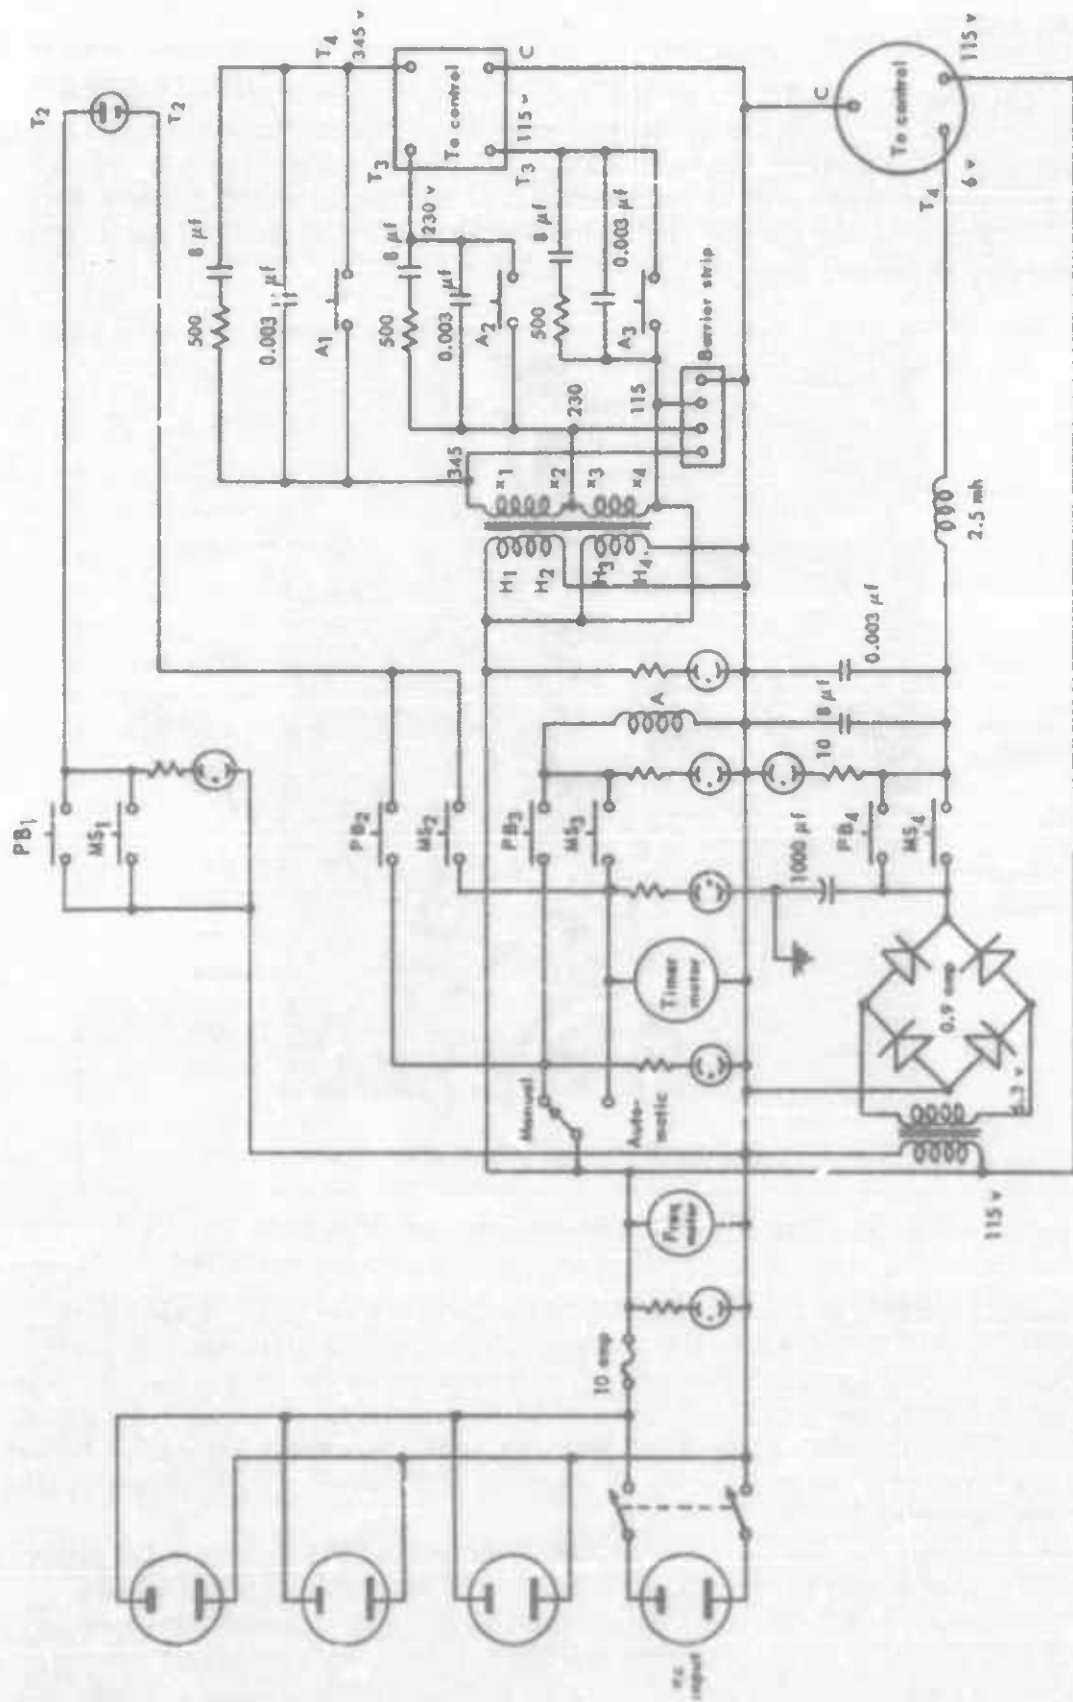 T2
T2
PB1
MS1
8 µf
500
0.003 µf
A1
T4
345 v
To control
C
T3
230 v
115 v
T3
8 µf
500
0.003 µf
A2
8 µf
500
0.003 µf
A3
Barrier strip
345
230
115
x1
x2
x3
x4
H1
H2
H3
H4
PB2
MS2
PB3
MS3
A
Manual
Auto-
matic
Timer
motor
Freq
meter
10 amp
ac
input
C
To control
115 v
T4
6 v
2.5 mh
0.003 µf
8 µf
10
PB4
MS4
1000 µf
0.9 amp
6.3 v
115 v